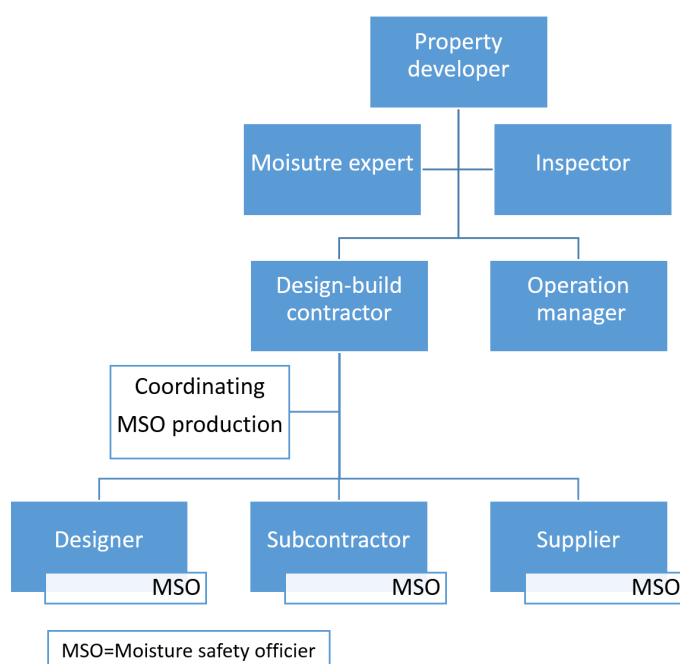 Property
developer
Moisutre expert
Inspector
Design-build
contractor
Operation
manager
Coordinating
MSO production
Designer
MSO
Subcontractor
MSO
Supplier
MSO
MSO=Moisture safety officier